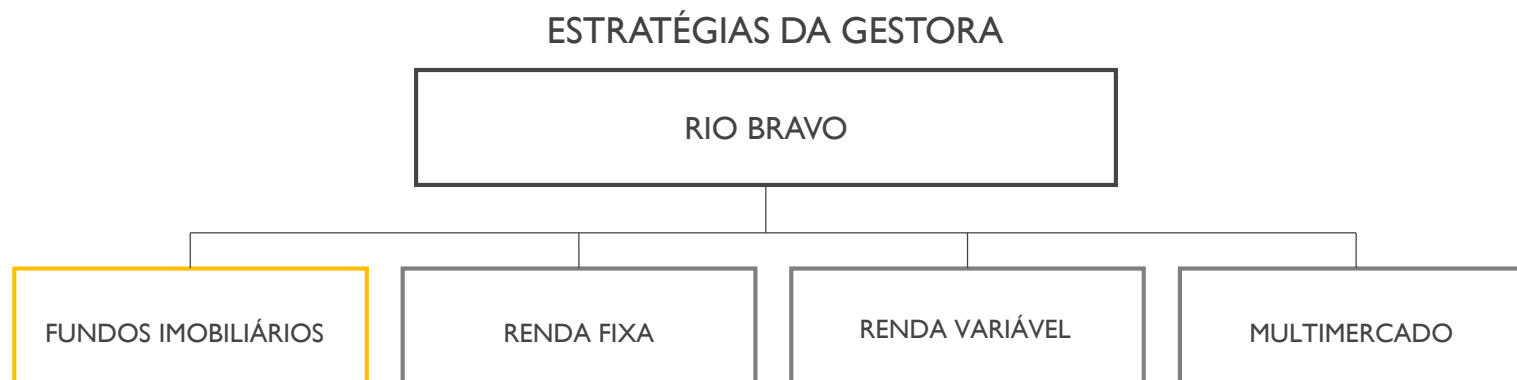 ESTRATÉGIAS DA GESTORA
RIO BRAVO
FUNDOS IMOBILIÁRIOS
RENDA FIXA
RENDA VARIÁVEL
MULTIMERCADO